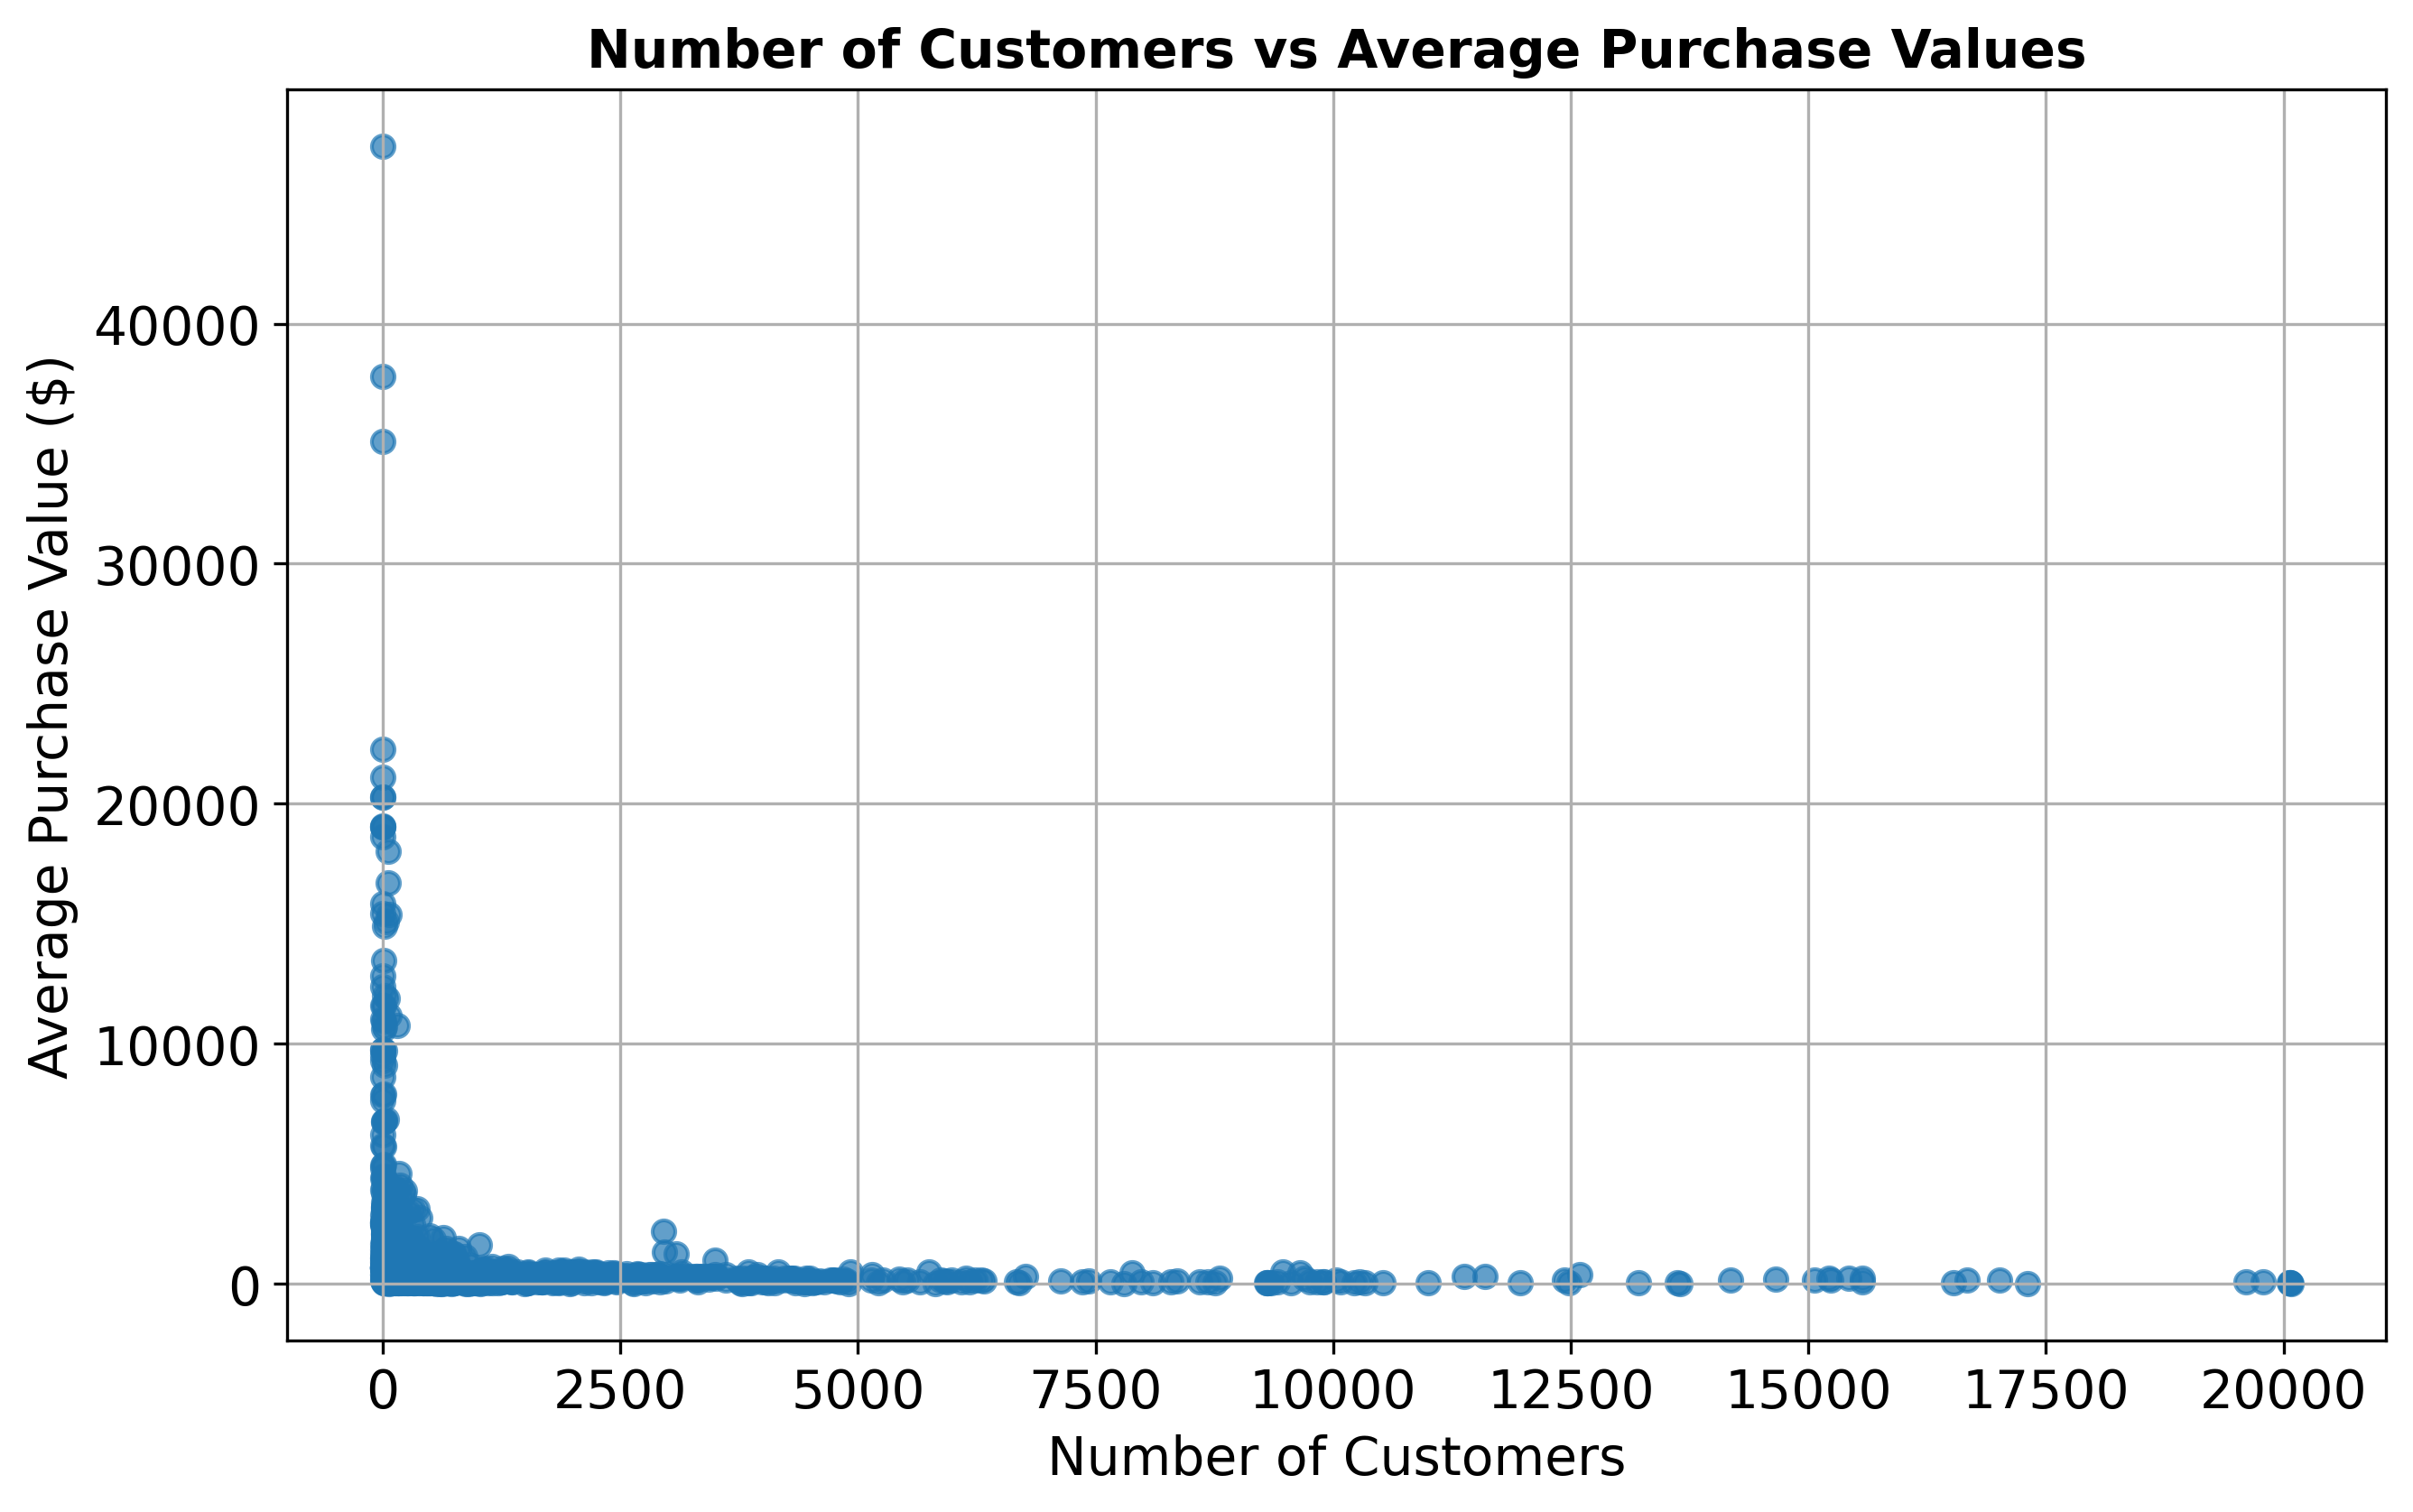 Number of Customers vs Average Purchase Values
Average Purchase Value ($)
40000
30000
20000
10000
0
0 2500 5000 7500 10000 12500 15000 17500 20000
Number of Customers